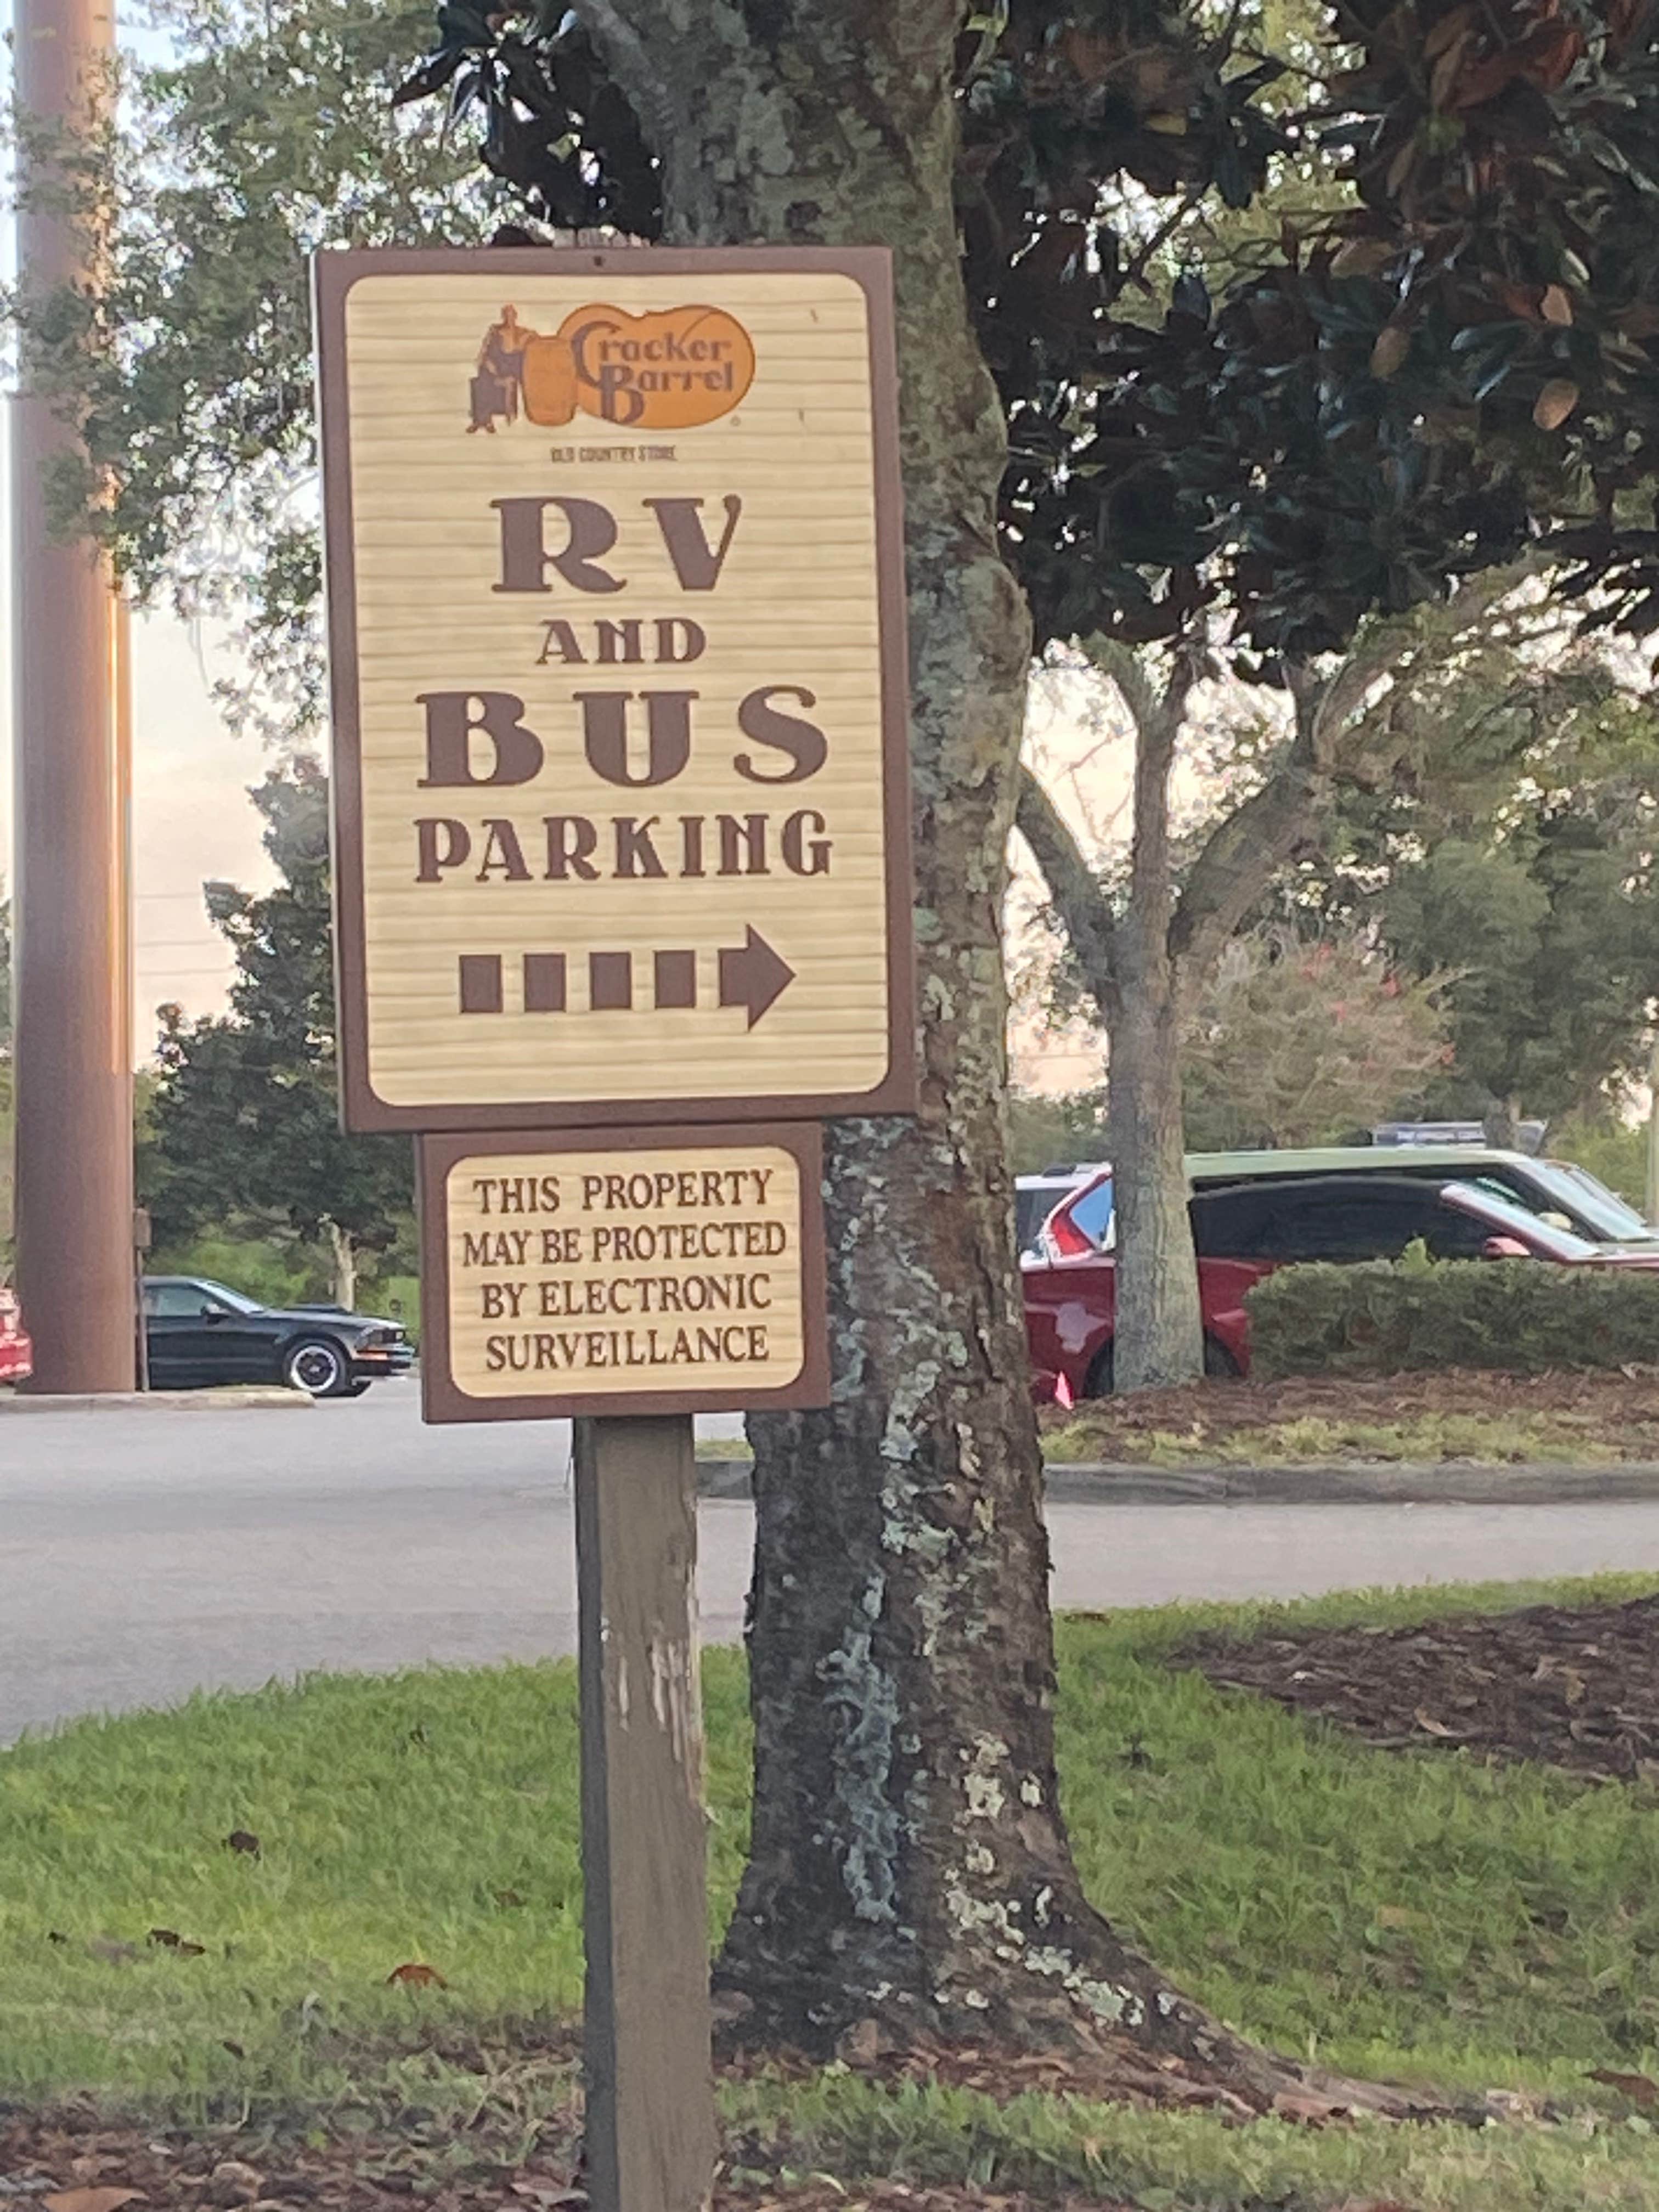 Cracker
Barrel
OLD COUNTRY STORE
RV
AND
BUS
PARKING
THIS PROPERTY
MAY BE PROTECTED
BY ELECTRONIC
SURVEILLANCE